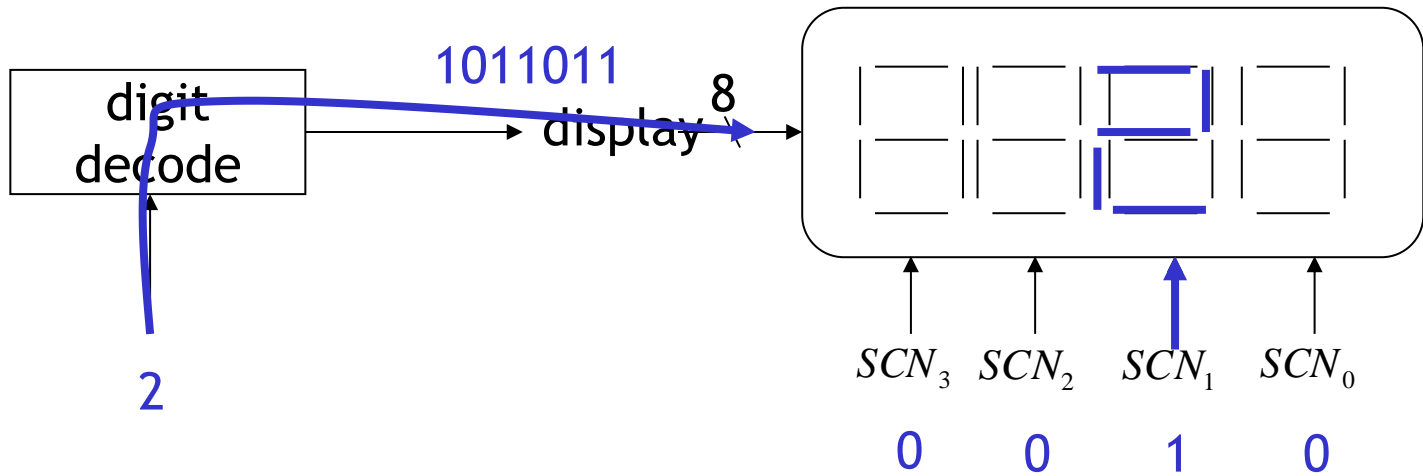 1011011
8
digit
decode
display
2
SCN₃ SCN₂ SCN₁ SCN₀
0 0 1 0